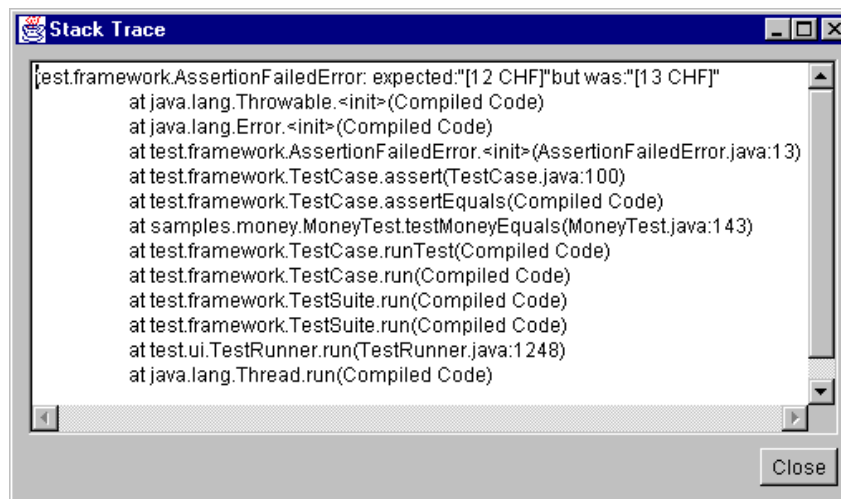 Stack Trace
test.framework.AssertionFailedError: expected:"[12 CHF]"but was:"[13 CHF]"
at java.lang.Throwable.<init>(Compiled Code)
at java.lang.Error.<init>(Compiled Code)
at test.framework.AssertionFailedError.<init>(AssertionFailedError.java:13)
at test.framework.TestCase.assert(TestCase.java:100)
at test.framework.TestCase.assertEquals(Compiled Code)
at samples.money.MoneyTest.testMoneyEquals(MoneyTest.java:143)
at test.framework.TestCase.runTest(Compiled Code)
at test.framework.TestCase.run(Compiled Code)
at test.framework.TestSuite.run(Compiled Code)
at test.framework.TestSuite.run(Compiled Code)
at test.ui.TestRunner.run(TestRunner.java:1248)
at java.lang.Thread.run(Compiled Code)
Close